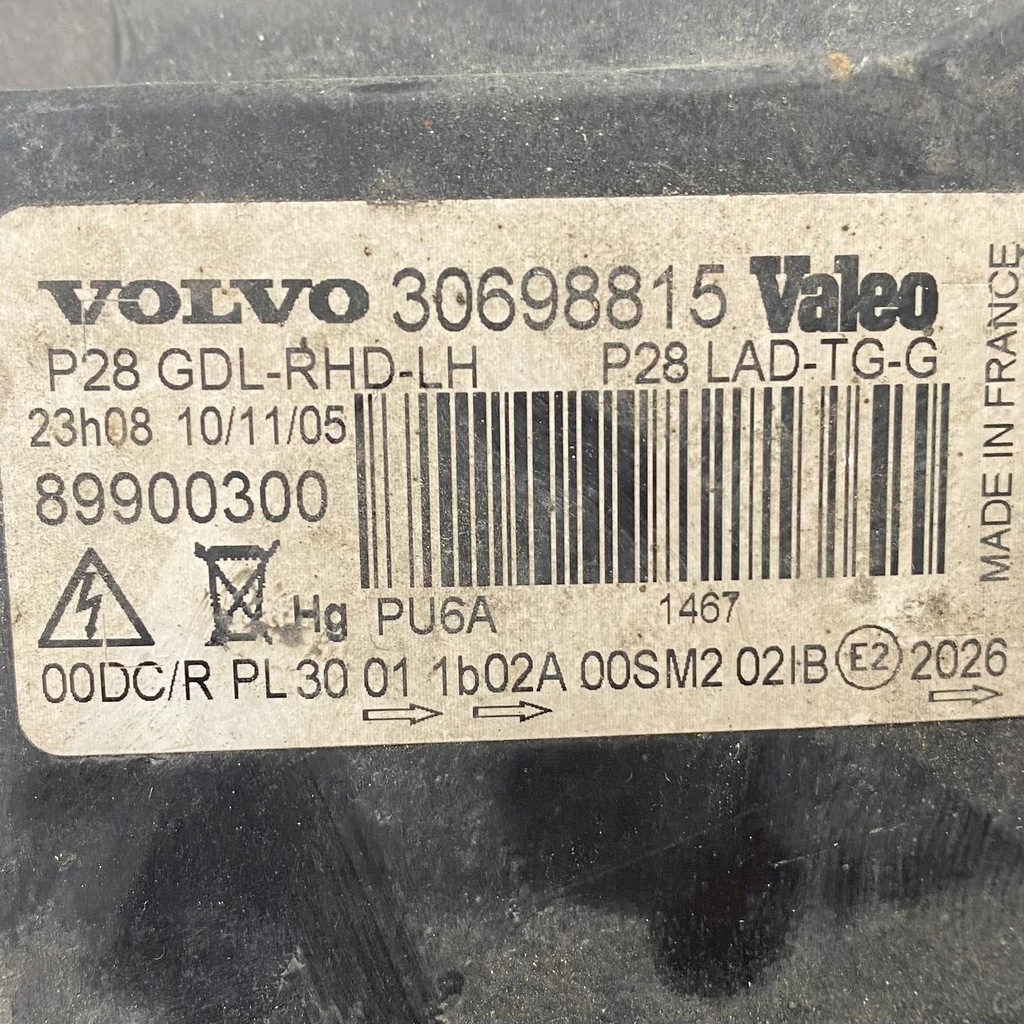 VOLVO 30698815 Valeo
P28 GDL-RHD-LH P28 LAD-TG-G
23h08 10/11/05
89900300
Hg PU6A 1467
00DC/R PL 30 01 1b02A 00SM2 02IB E2 2026
MADE IN FRANCE